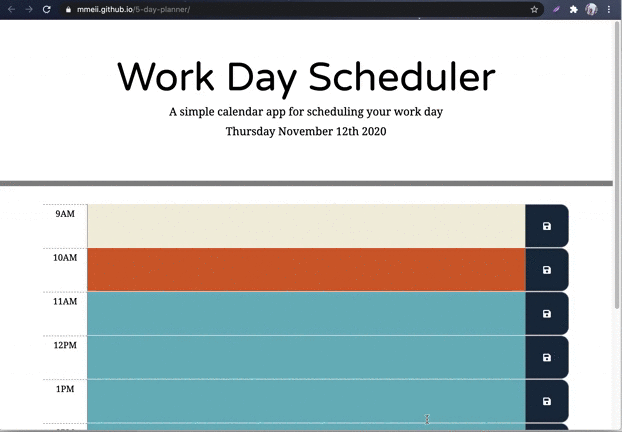 mmeii.github.io/5-day-planner/
Work Day Scheduler
A simple calendar app for scheduling your work day
Thursday November 12th 2020
9AM
10AM
11AM
12PM
1PM